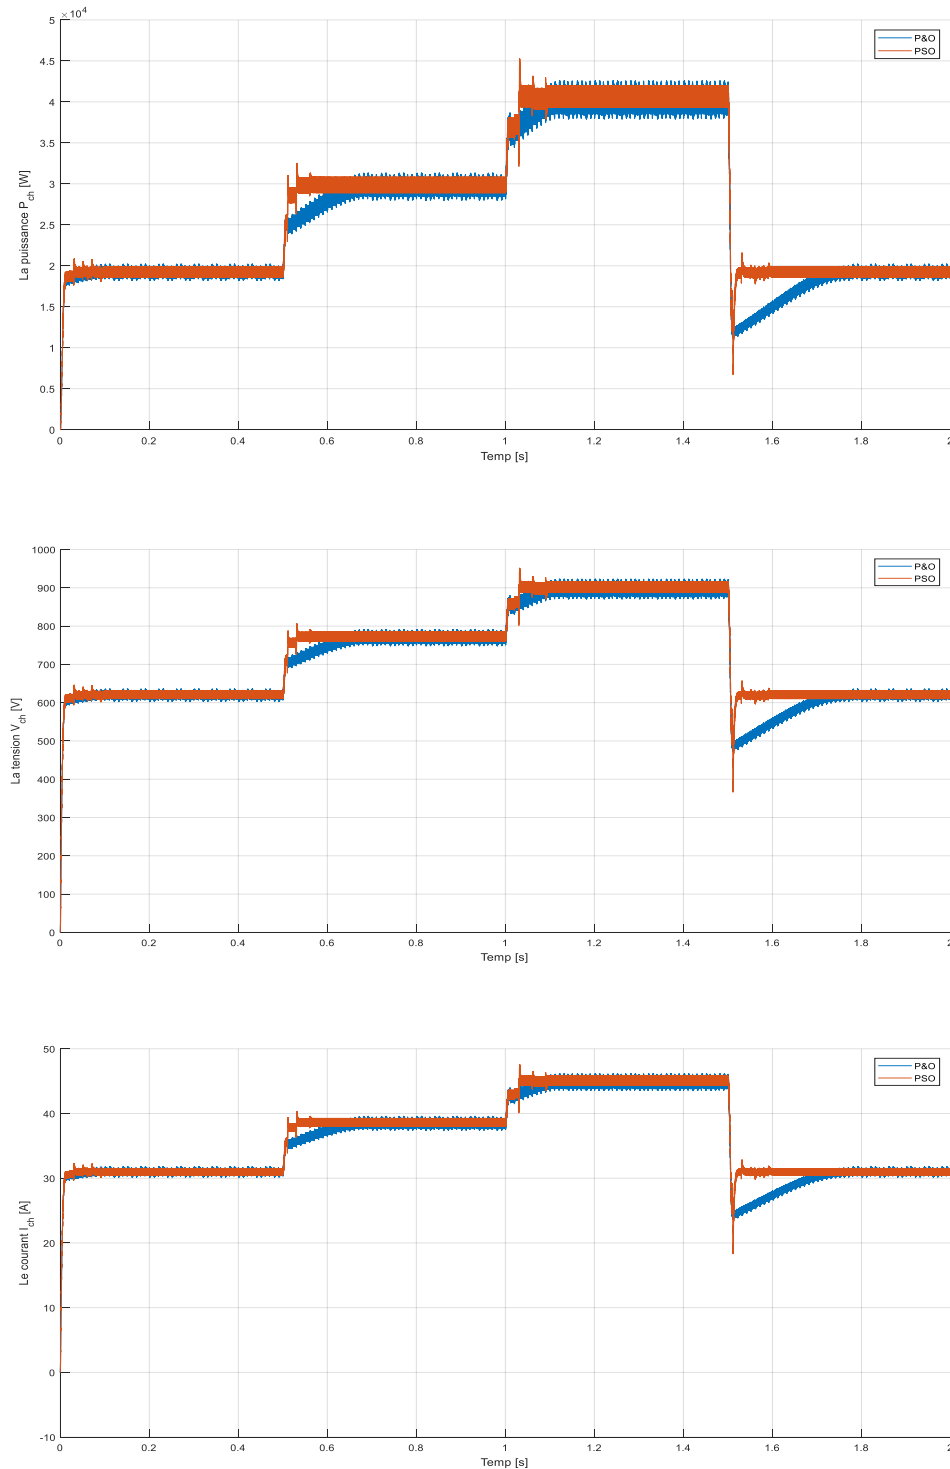 × 10^4
5
4.5
4
3.5
3
2.5
2
1.5
1
0.5
0
La puissance P_ch [W]
P&O
PSO
0 0.2 0.4 0.6 0.8 1 1.2 1.4 1.6 1.8 2
Temp [s]
1000
900
800
700
600
500
400
300
200
100
0
La tension V_ch [V]
P&O
PSO
0 0.2 0.4 0.6 0.8 1 1.2 1.4 1.6 1.8 2
Temp [s]
50
40
30
20
10
0
-10
Le courant I_ch [A]
P&O
PSO
0 0.2 0.4 0.6 0.8 1 1.2 1.4 1.6 1.8 2
Temp [s]